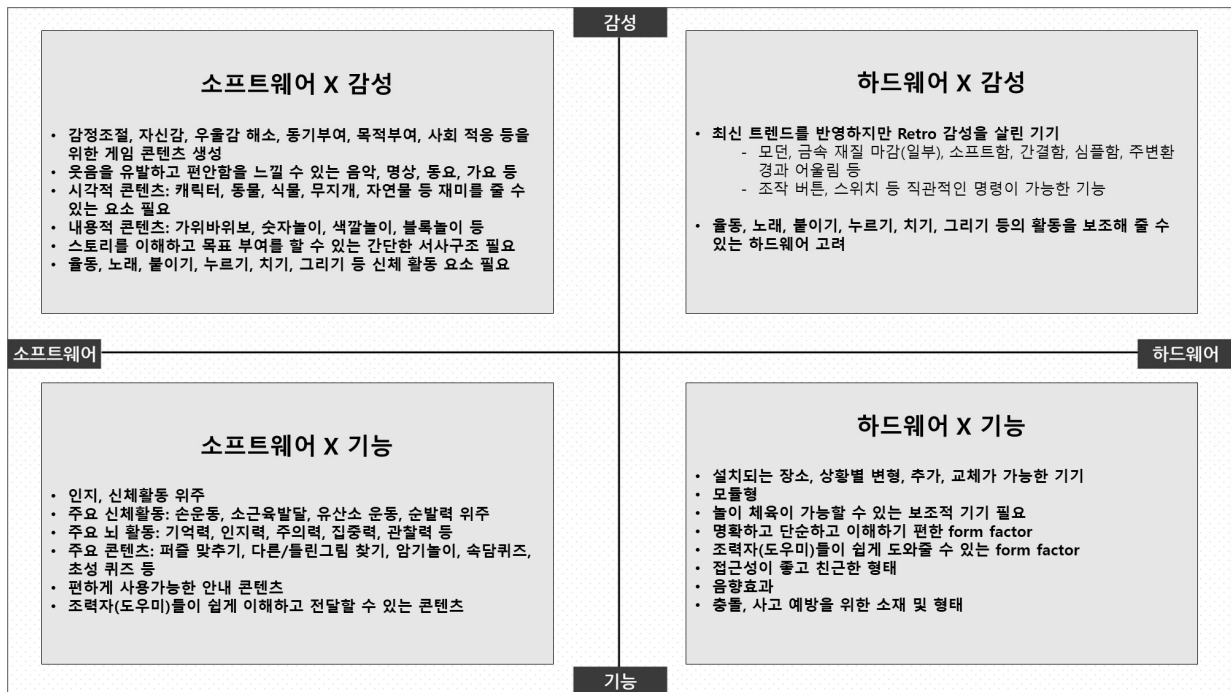 감성
소프트웨어 X 감성
• 감정조절, 자신감, 우울감 해소, 동기부여, 목적부여, 사회 적응 등을
위한 게임 콘텐츠 생성
• 웃음을 유발하고 편안함을 느낄 수 있는 음악, 명상, 동요, 가요 등
• 시각적 콘텐츠: 캐릭터, 동물, 식물, 무지개, 자연물 등 재미를 줄 수
있는 요소 필요
• 내용적 콘텐츠: 가위바위보, 숫자놀이, 색깔놀이, 블록놀이 등
• 스토리를 이해하고 목표 부여를 할 수 있는 간단한 서사구조 필요
• 율동, 노래, 붙이기, 누르기, 치기, 그리기 등 신체 활동 요소 필요
하드웨어 X 감성
• 최신 트렌드를 반영하지만 Retro 감성을 살린 기기
- 모던, 금속 재질 마감(일부), 소프트함, 간결함, 심플함, 주변환
경과 어울림 등
- 조작 버튼, 스위치 등 직관적인 명령이 가능한 기능
• 율동, 노래, 붙이기, 누르기, 치기, 그리기 등의 활동을 보조해 줄 수
있는 하드웨어 고려
소프트웨어
하드웨어
소프트웨어 X 기능
• 인지, 신체활동 위주
• 주요 신체활동: 손운동, 소근육발달, 유산소 운동, 순발력 위주
• 주요 뇌 활동: 기억력, 인지력, 주의력, 집중력, 관찰력 등
• 주요 콘텐츠: 퍼즐 맞추기, 다른/틀린그림 찾기, 암기놀이, 속담퀴즈,
초성 퀴즈 등
• 편하게 사용가능한 안내 콘텐츠
• 조력자(도우미)들이 쉽게 이해하고 전달할 수 있는 콘텐츠
하드웨어 X 기능
• 설치되는 장소, 상황별 변형, 추가, 교체가 가능한 기기
• 모듈형
• 놀이 체육이 가능할 수 있는 보조적 기기 필요
• 명확하고 단순하고 이해하기 편한 form factor
• 조력자(도우미)들이 쉽게 도와줄 수 있는 form factor
• 접근성이 좋고 친근한 형태
• 음향효과
• 충돌, 사고 예방을 위한 소재 및 형태
기능